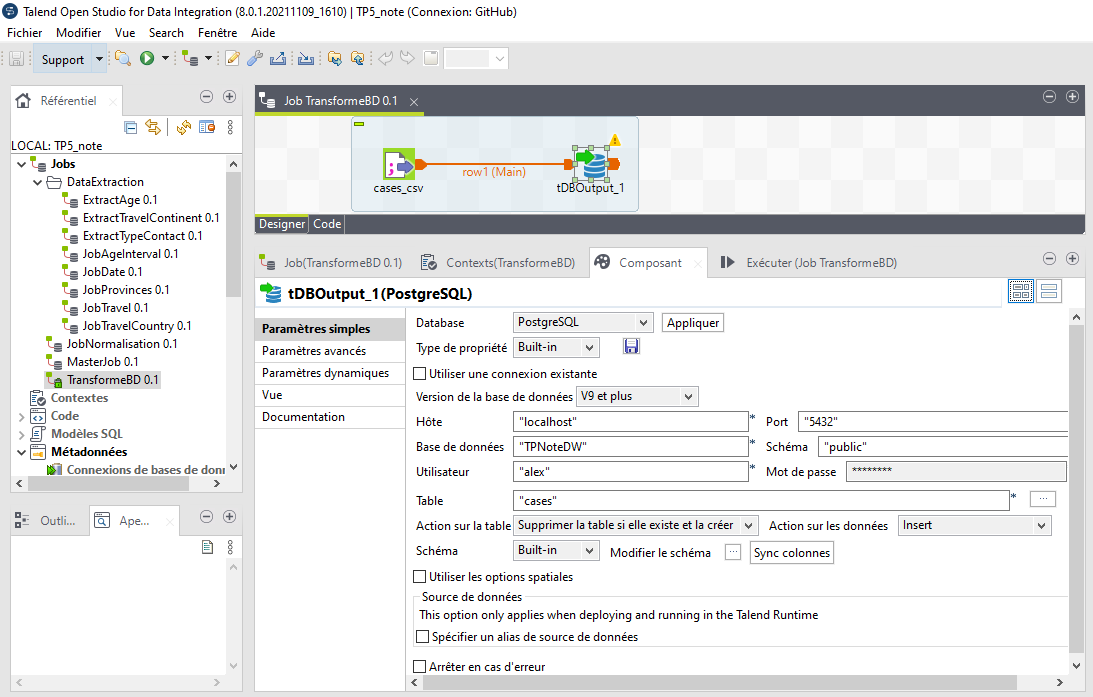 Talend Open Studio for Data Integration (8.0.1.20211109_1610) | TP5_note (Connexion: GitHub)
Fichier Modifier Vue Search Fenêtre Aide
Support
Référentiel
LOCAL: TP5_note
Jobs
DataExtraction
ExtractAge 0.1
ExtractTravelContinent 0.1
ExtractTypeContact 0.1
JobAgeInterval 0.1
JobDate 0.1
JobProvinces 0.1
JobTravel 0.1
JobTravelCountry 0.1
JobNormalisation 0.1
MasterJob 0.1
TransformeBD 0.1
Contextes
Code
Modèles SQL
Métadonnées
Connexions de bases de donn
Outli...
Ape...
Job TransformeBD 0.1
cases_csv
row1 (Main)
tDBOutput_1
Designer Code
Job(TransformeBD 0.1) Contexts(TransformeBD) Composant Exécuter (Job TransformeBD)
tDBOutput_1(PostgreSQL)
Paramètres simples
Paramètres avancés
Paramètres dynamiques
Vue
Documentation
Database PostgreSQL Appliquer
Type de propriété Built-in
Utiliser une connexion existante
Version de la base de données V9 et plus
Hôte "localhost" * Port "5432"
Base de données "TPNoteDW" * Schéma "public"
Utilisateur "alex" * Mot de passe ********
Table "cases" * ...
Action sur la table Supprimer la table si elle existe et la créer Action sur les données Insert
Schéma Built-in Modifier le schéma ... Sync colonnes
Utiliser les options spatiales
Source de données
This option only applies when deploying and running in the Talend Runtime
Spécifier un alias de source de données
Arrêter en cas d'erreur